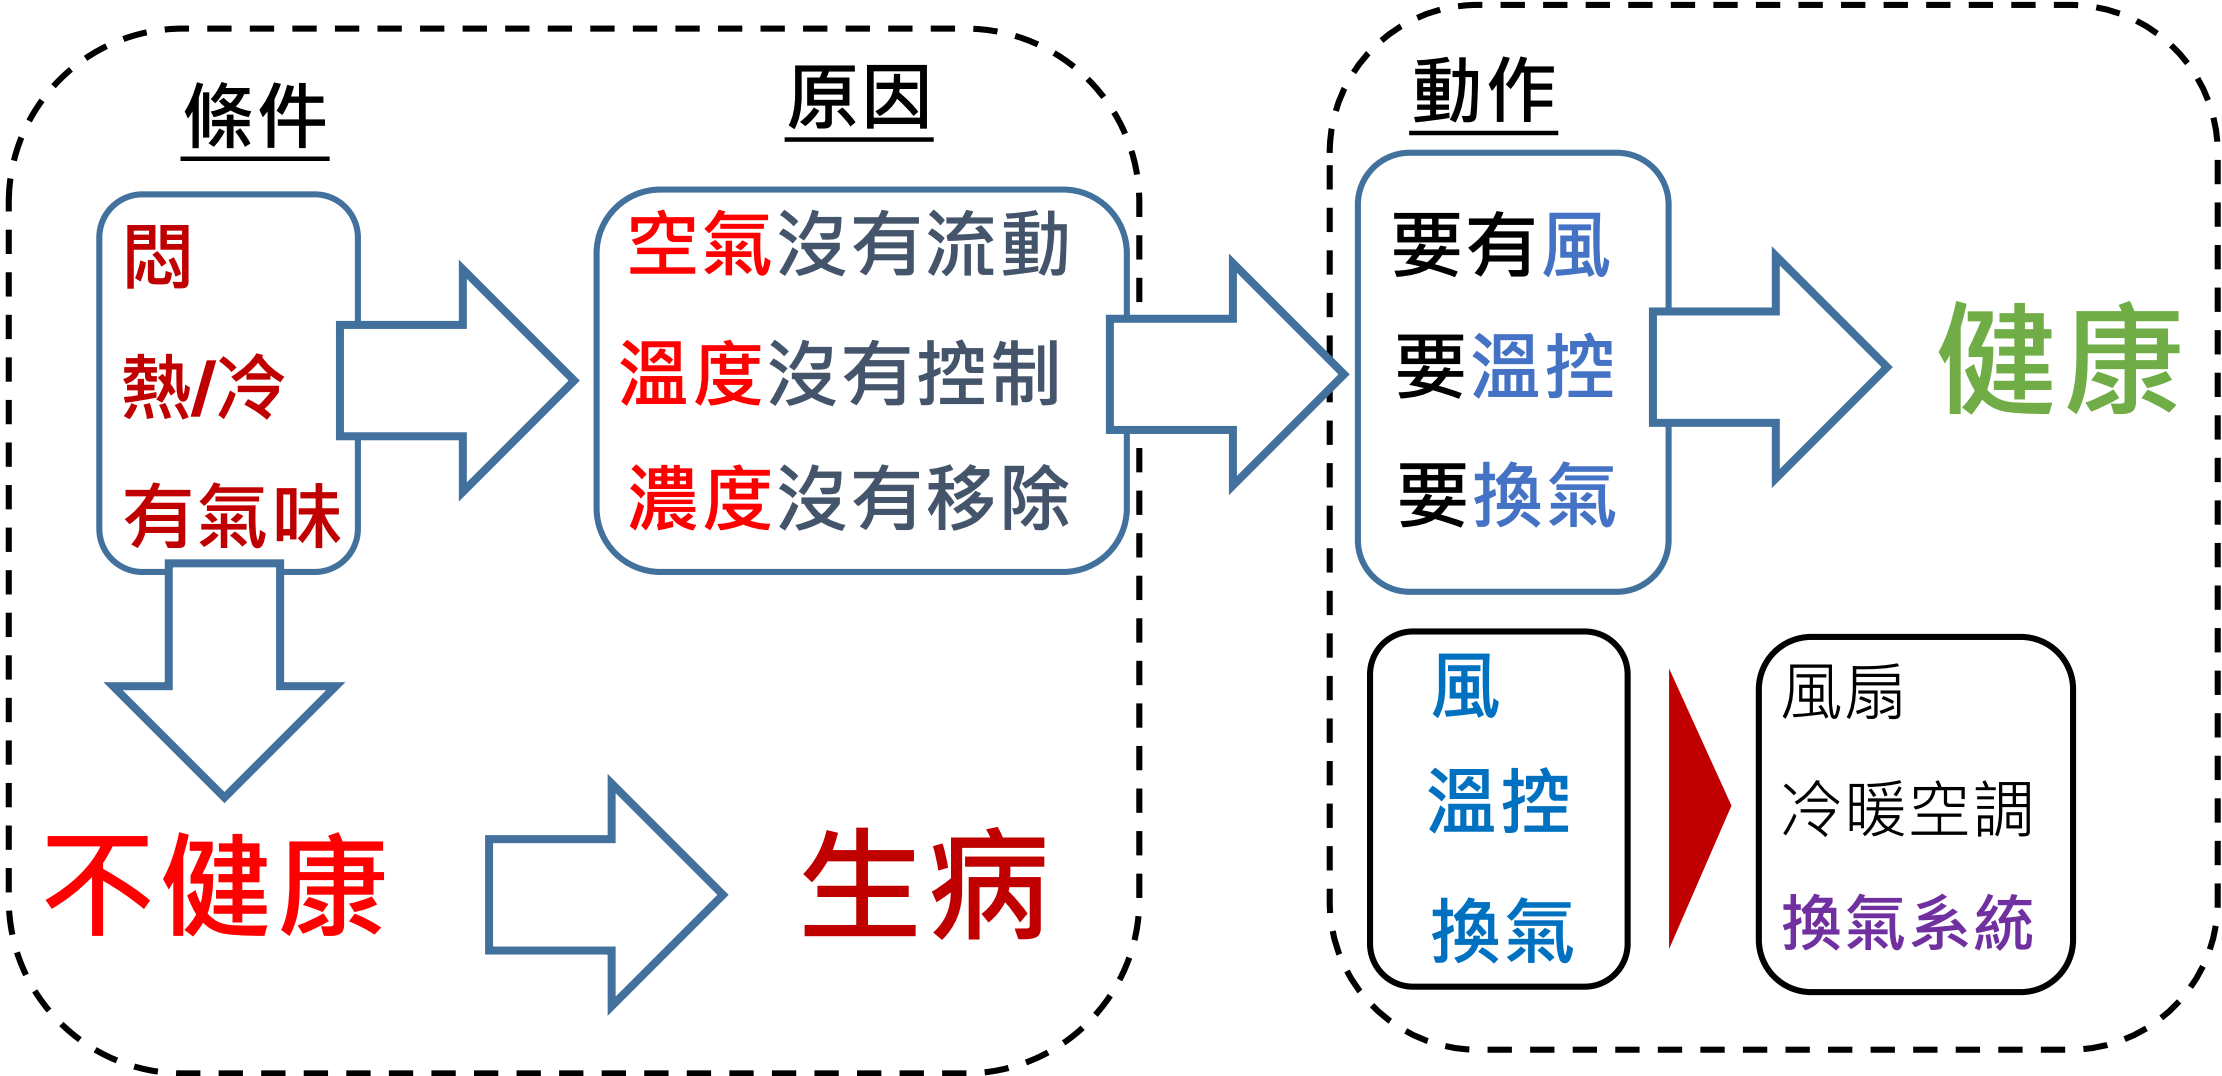 條件
悶
熱/冷
有氣味
不健康
生病
原因
空氣沒有流動
溫度沒有控制
濃度沒有移除
動作
要有風
要溫控
要換氣
健康
風
溫控
換氣
風扇
冷暖空調
換氣系統